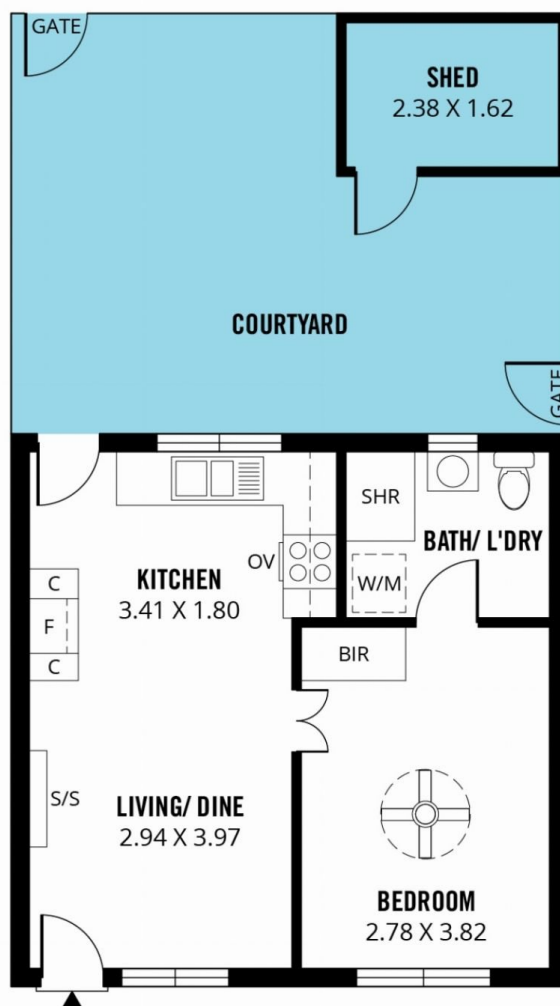 GATE
SHED
2.38 X 1.62
COURTYARD
GATE
SHR
BATH/ L'DRY
OV
W/M
KITCHEN
3.41 X 1.80
C
F
C
BIR
S/S
LIVING/ DINE
2.94 X 3.97
BEDROOM
2.78 X 3.82